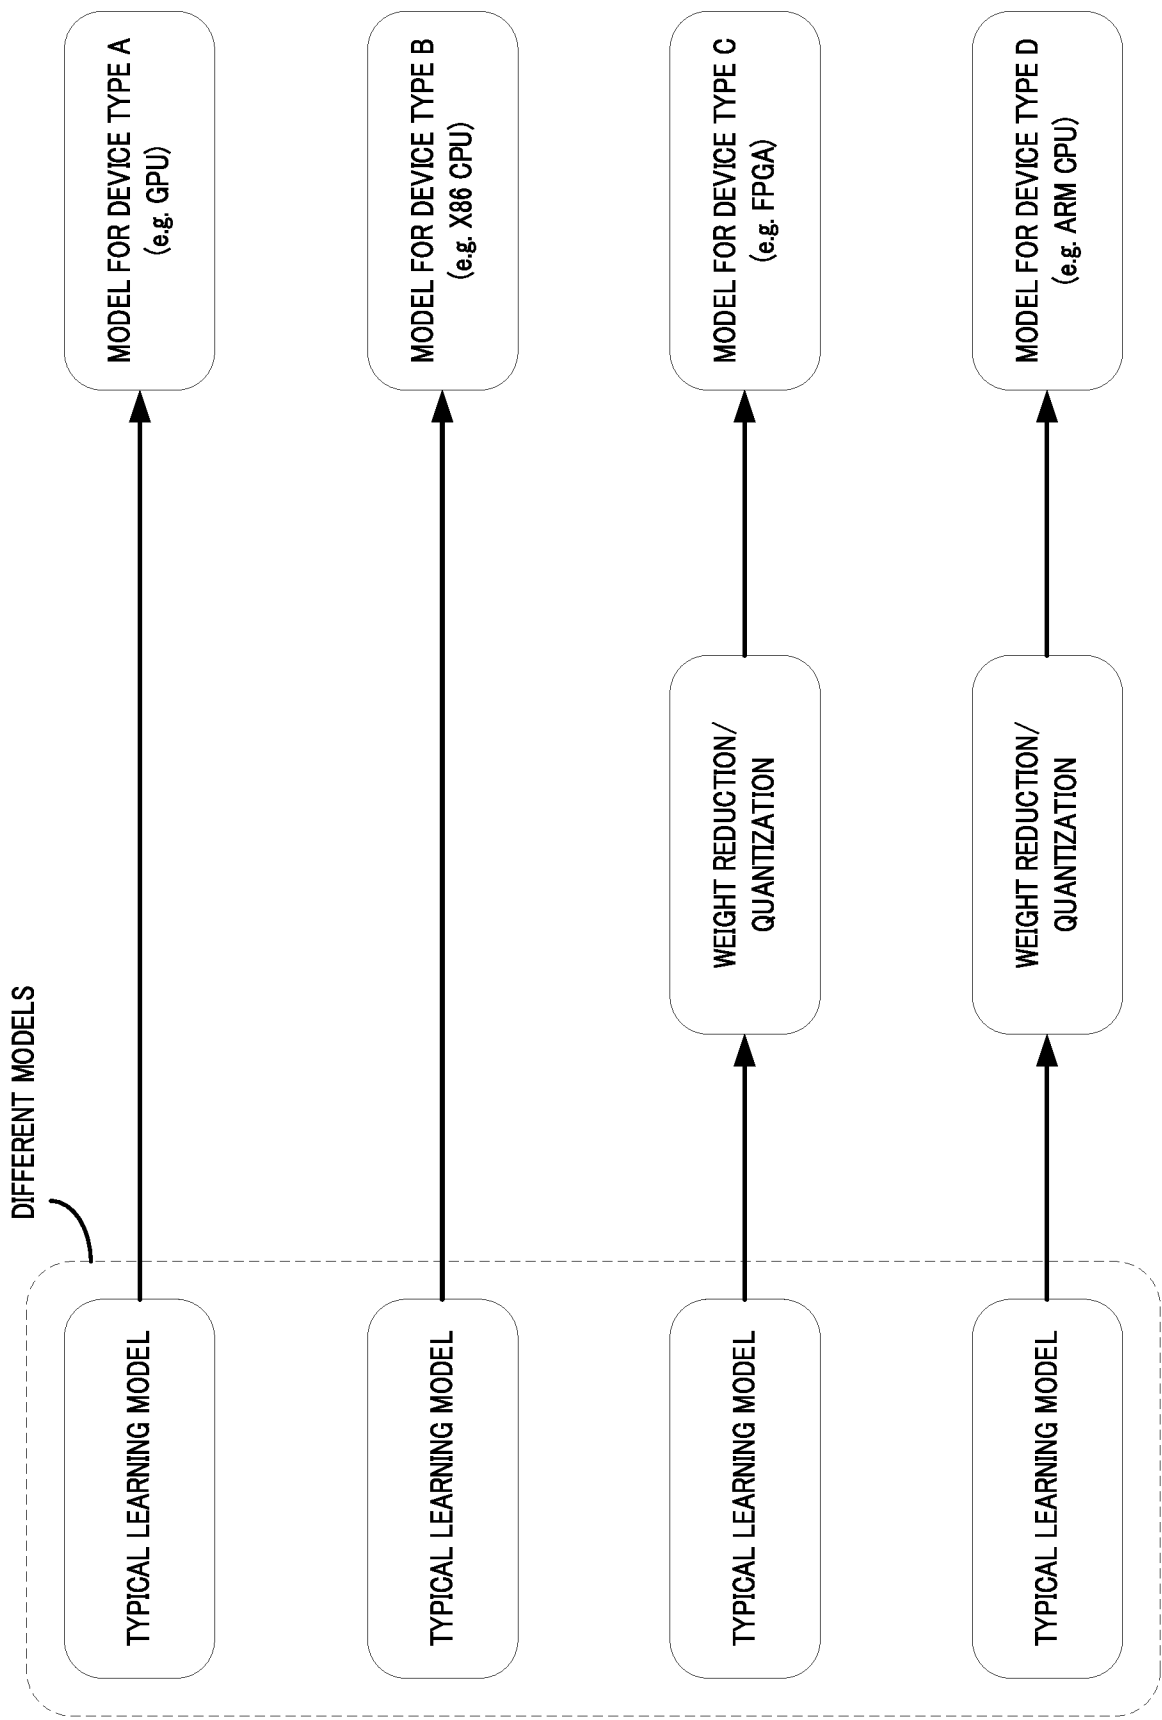 DIFFERENT MODELS
TYPICAL LEARNING MODEL
MODEL FOR DEVICE TYPE A
(e.g. GPU)
TYPICAL LEARNING MODEL
MODEL FOR DEVICE TYPE B
(e.g. X86 CPU)
TYPICAL LEARNING MODEL
WEIGHT REDUCTION/
QUANTIZATION
MODEL FOR DEVICE TYPE C
(e.g. FPGA)
TYPICAL LEARNING MODEL
WEIGHT REDUCTION/
QUANTIZATION
MODEL FOR DEVICE TYPE D
(e.g. ARM CPU)